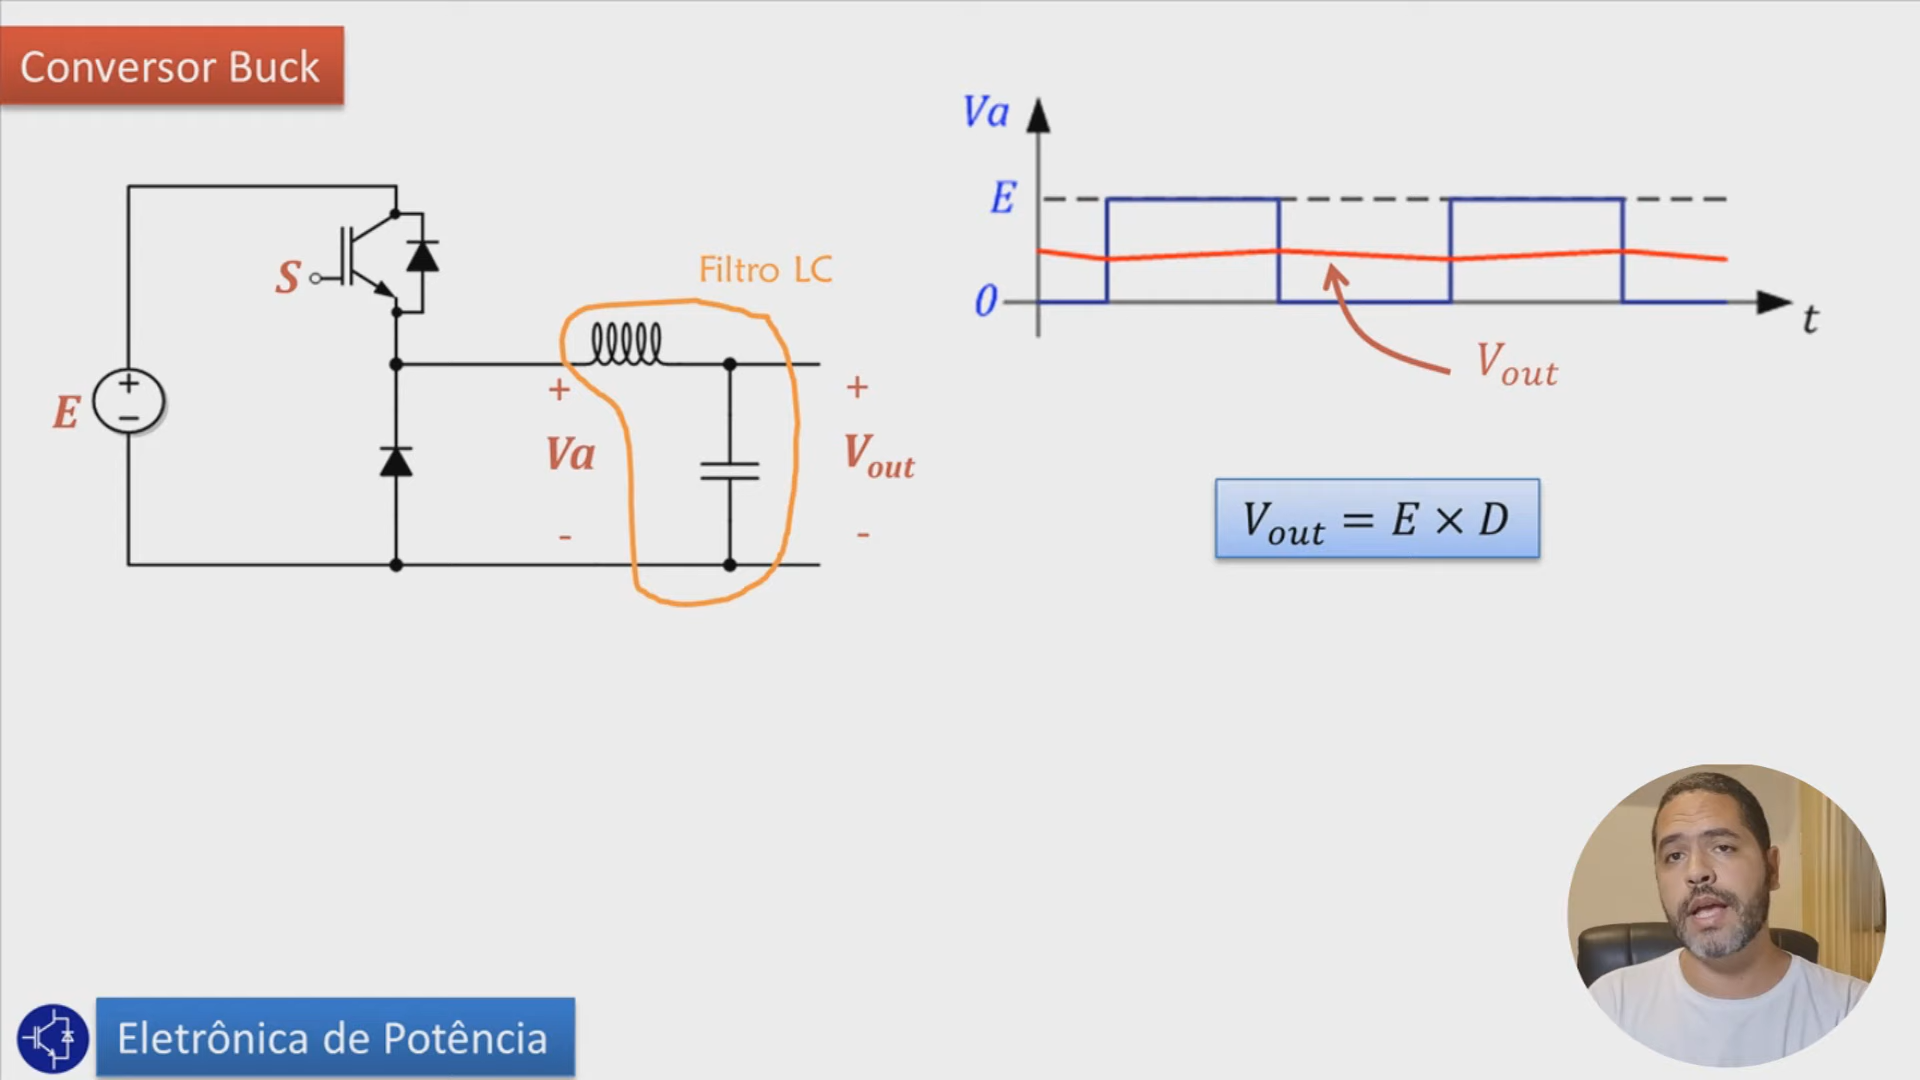 Conversor Buck
S
E
+
-
Filtro LC
+
Va
-
+
Vout
-
Va
E
0
t
Vout
Vout = E × D
Eletrônica de Potência